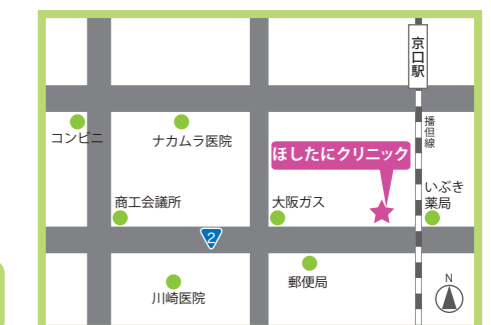 京口駅
播但線
コンビニ
ナカムラ医院
ほしたにクリニック
いぶき
薬局
商工会議所
大阪ガス
2
郵便局
川崎医院
N